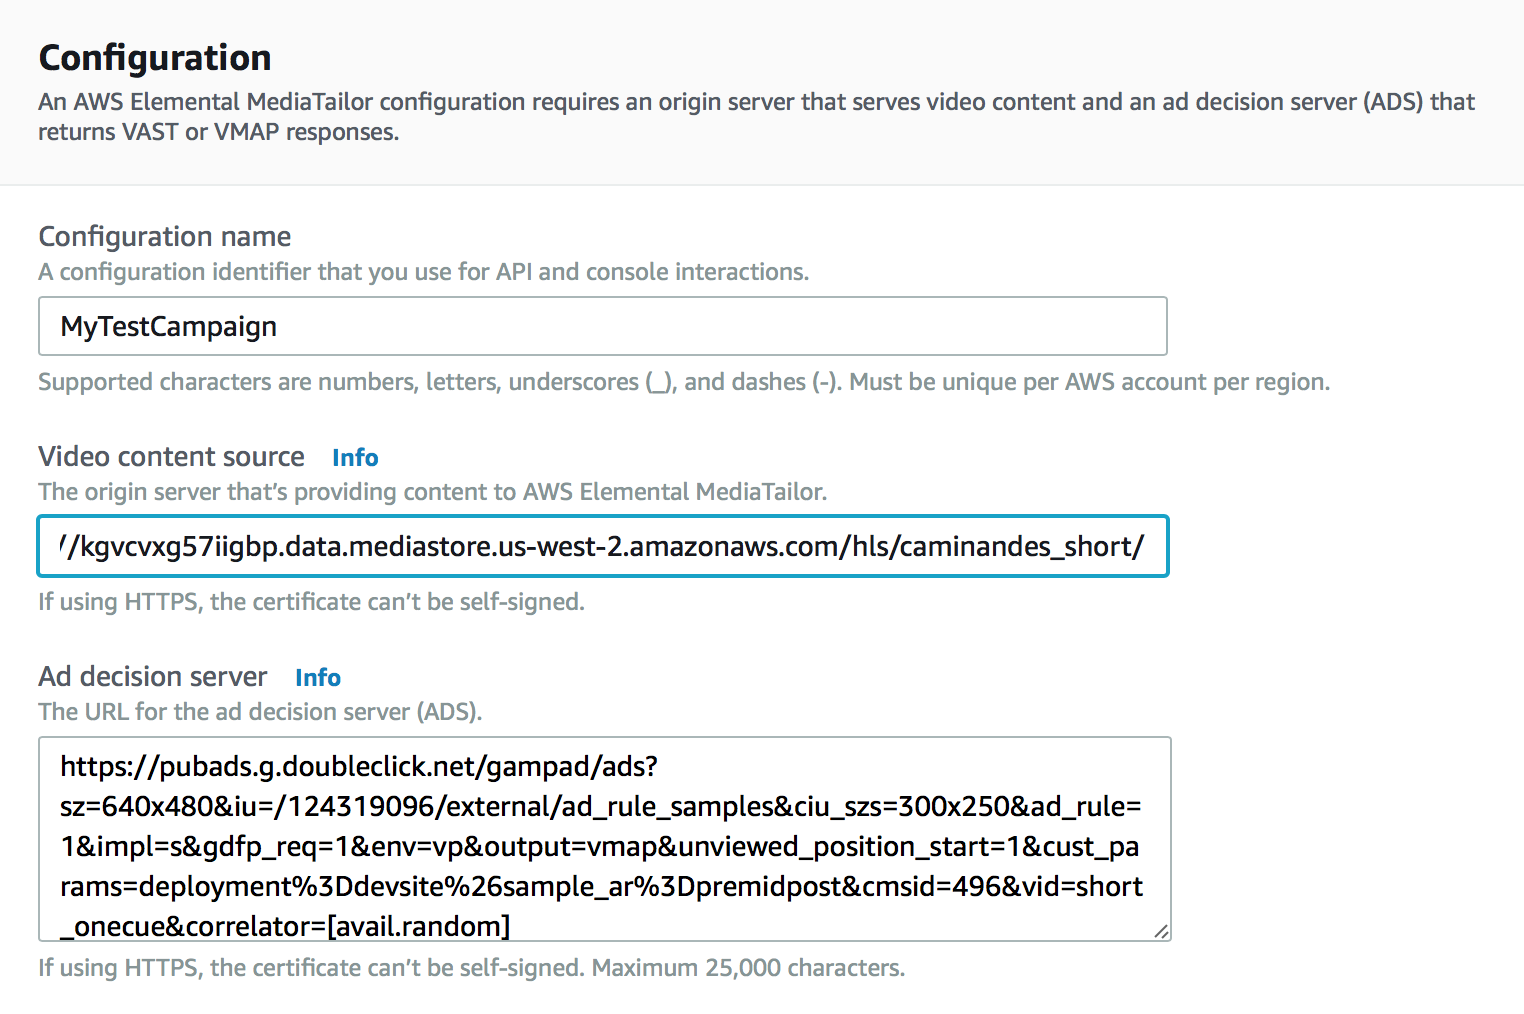 Configuration
An AWS Elemental MediaTailor configuration requires an origin server that serves video content and an ad decision server (ADS) that
returns VAST or VMAP responses.
Configuration name
A configuration identifier that you use for API and console interactions.
MyTestCampaign
Supported characters are numbers, letters, underscores (_), and dashes (-). Must be unique per AWS account per region.
Video content source Info
The origin server that’s providing content to AWS Elemental MediaTailor.
//kgvcvxg57iigbp.data.mediastore.us-west-2.amazonaws.com/hls/caminandes_short/
If using HTTPS, the certificate can’t be self-signed.
Ad decision server Info
The URL for the ad decision server (ADS).
https://pubads.g.doubleclick.net/gampad/ads?
sz=640x480&iu=/124319096/external/ad_rule_samples&ciu_szs=300x250&ad_rule=
1&impl=s&gdfp_req=1&env=vp&output=vmap&unviewed_position_start=1&cust_pa
rams=deployment%3Ddevsite%26sample_ar%3Dpremidpost&cmsid=496&vid=short
_onecue&correlator=[avail.random]
If using HTTPS, the certificate can’t be self-signed. Maximum 25,000 characters.